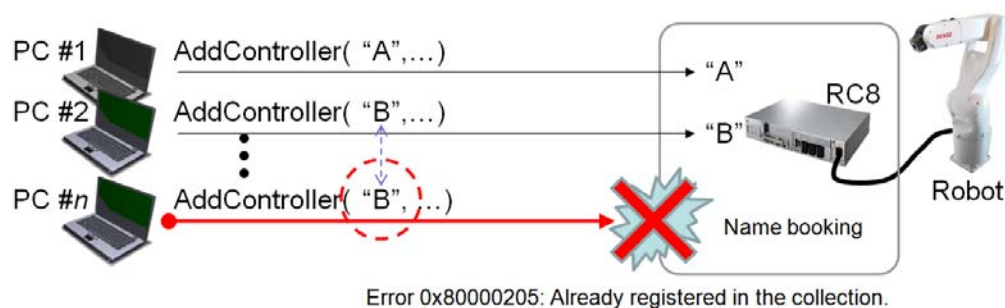 PC #1 AddController( “A”,…)
“A”
RC8
PC #2 AddController( “B”,…)
“B”
PC #n AddController( “B”, …)
Name booking
Robot
Error 0x80000205: Already registered in the collection.